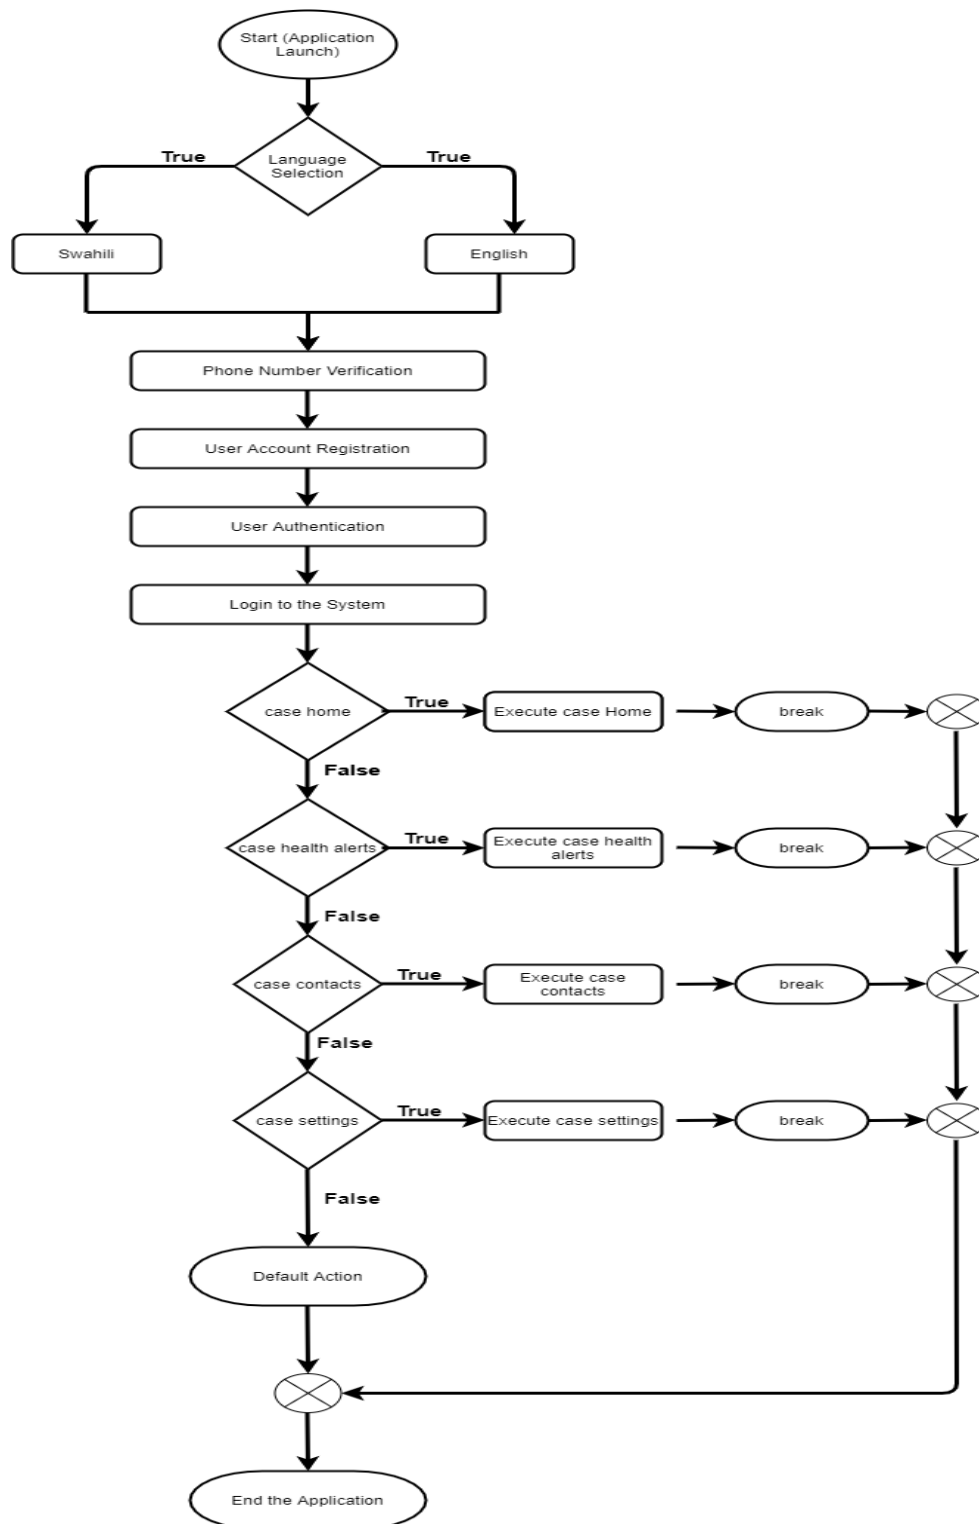 Start (Application
Launch)
Language
Selection
True
True
Swahili
English
Phone Number Verification
User Account Registration
User Authentication
Login to the System
case home
True
Execute case Home
break
False
case health alerts
True
Execute case health
alerts
break
False
case contacts
True
Execute case
contacts
break
False
case settings
True
Execute case settings
break
False
Default Action
End the Application